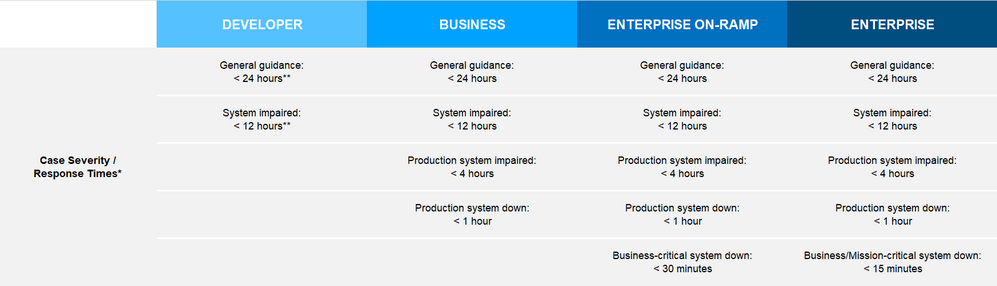 DEVELOPER BUSINESS ENTERPRISE ON-RAMP ENTERPRISE
General guidance: General guidance: General guidance: General guidance:
< 24 hours** < 24 hours < 24 hours < 24 hours
System impaired: System impaired: System impaired: System impaired:
< 12 hours** < 12 hours < 12 hours < 12 hours
Case Severity / Production system impaired: Production system impaired: Production system impaired:
Response Times* < 4 hours < 4 hours < 4 hours
Production system down: Production system down: Production system down:
< 1 hour < 1 hour < 1 hour
Business-critical system down: Business/Mission-critical system down:
< 30 minutes < 15 minutes